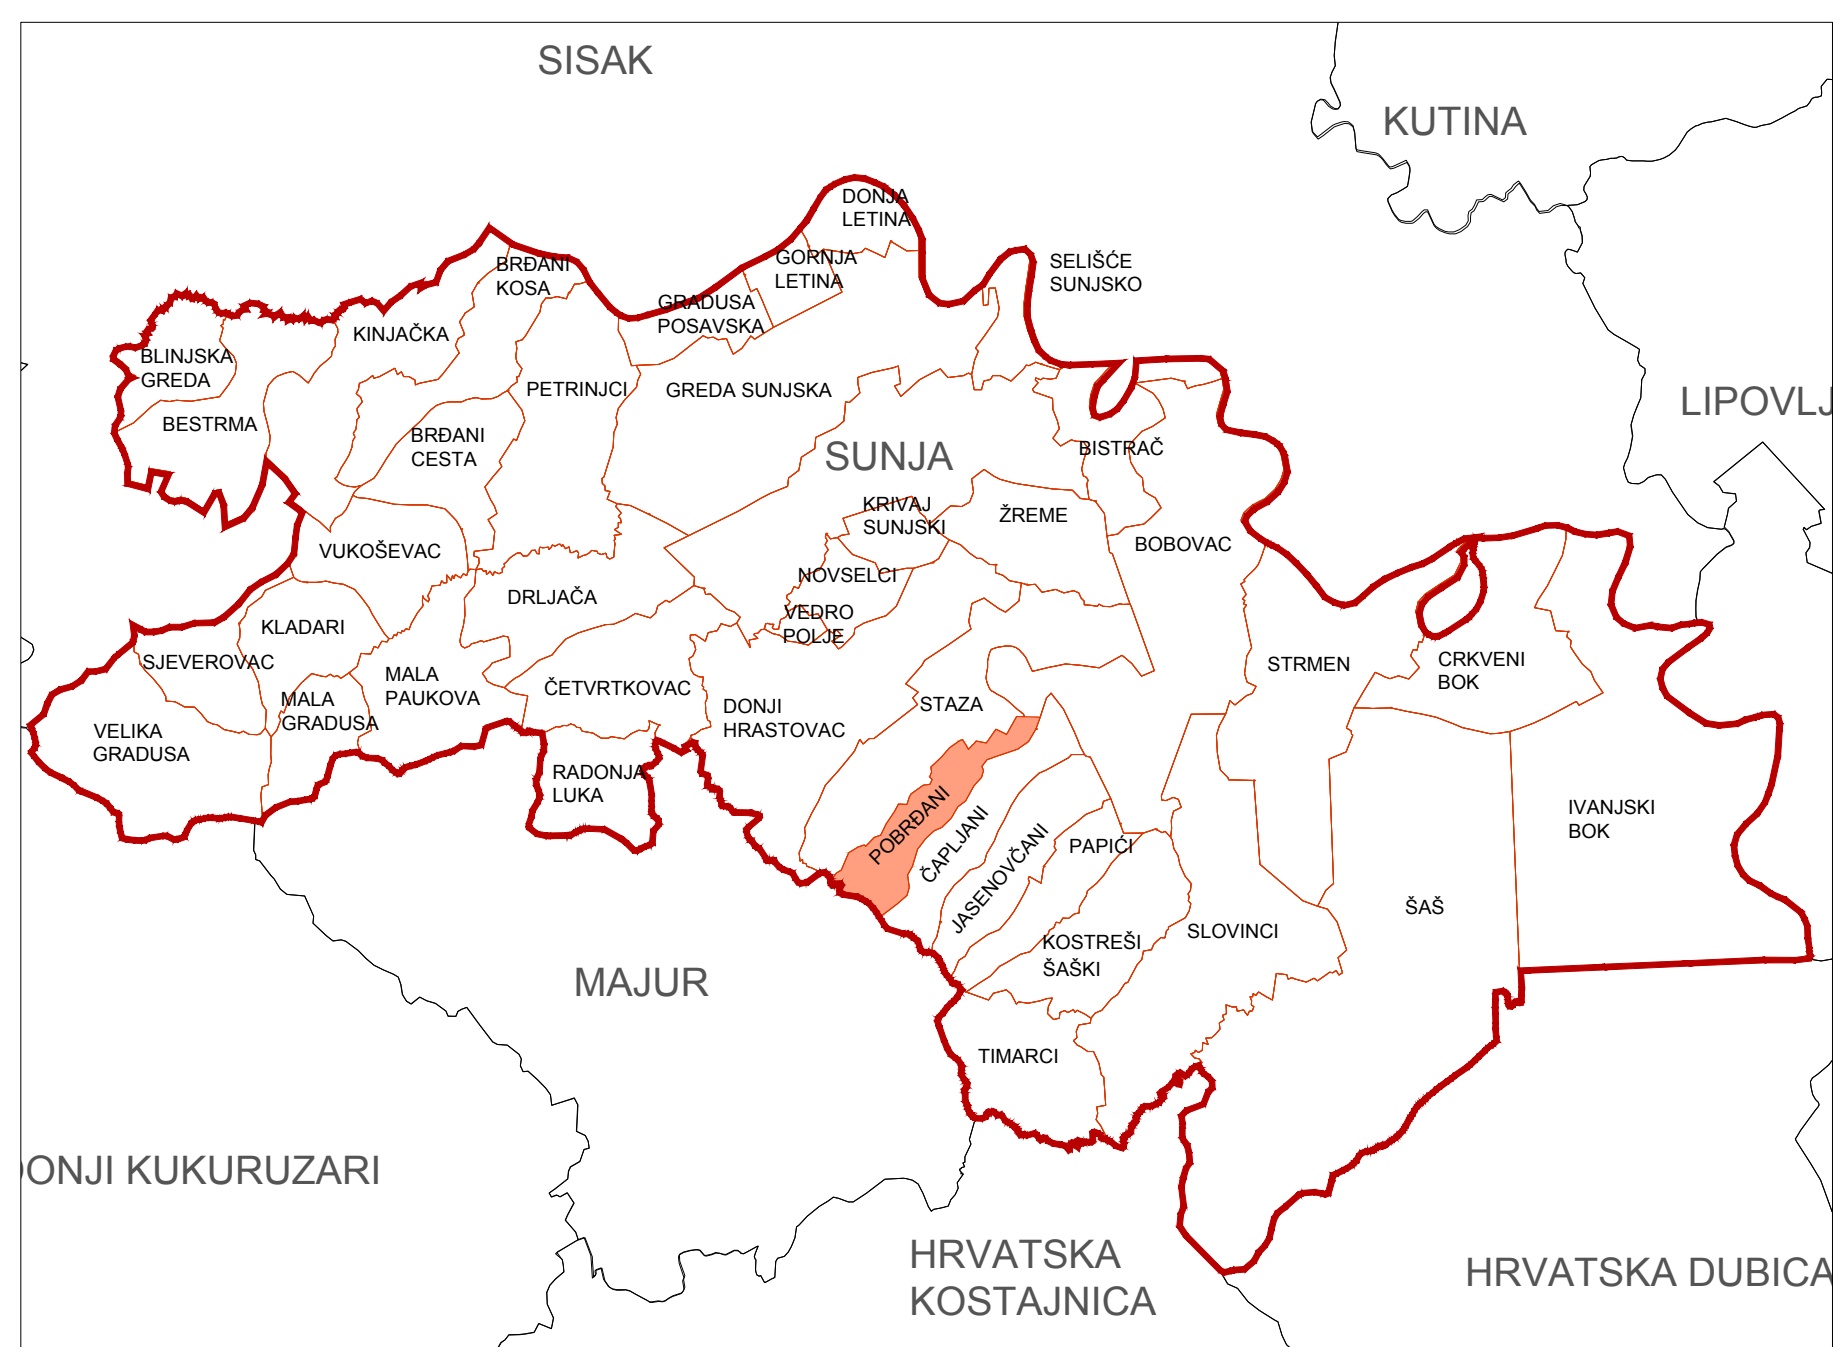 SISAK
KUTINA
DONJA
LETINA
GORNJA
LETINA
SELIŠĆE
SUNJSKO
BRĐANI
KOSA
GRADUSA
POSAVSKA
KINJAČKA
BLINJSKA
GREDA
PETRINJCI
GREDA SUNJSKA
LIPOVLJ
BESTRMA
BRĐANI
CESTA
SUNJA
BISTRAČ
KRIVAJ
SUNJSKI
ŽREME
BOBOVAC
VUKOŠEVAC
NOVSELCI
DRLJAČA
VEDRO
POLJE
KLADARI
SJEVEROVAC
STRMEN
CRKVENI
BOK
MALA
PAUKOVA
ČETVRTKOVAC
MALA
GRADUSA
STAZA
DONJI
HRASTOVAC
VELIKA
GRADUSA
RADONJA
LUKA
IVANJSKI
BOK
POBRĐANI
ČAPLJANI
JASENOVČANI
PAPIĆI
ŠAŠ
SLOVINCI
KOSTREŠI
ŠAŠKI
MAJUR
TIMARCI
DONJI KUKURUZARI
HRVATSKA
KOSTAJNICA
HRVATSKA DUBICA